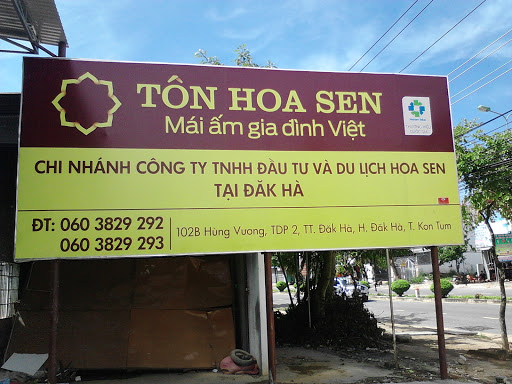 TÔN HOA SEN
Mái ấm gia đình Việt
CHI NHÁNH CÔNG TY TNHH ĐẦU TƯ VÀ DU LỊCH HOA SEN
TẠI ĐĂK HÀ
ĐT: 060 3829 292
060 3829 293
102B Hùng Vương, TDP 2, TT. Đăk Hà, H. Đăk Hà, T. Kon Tum